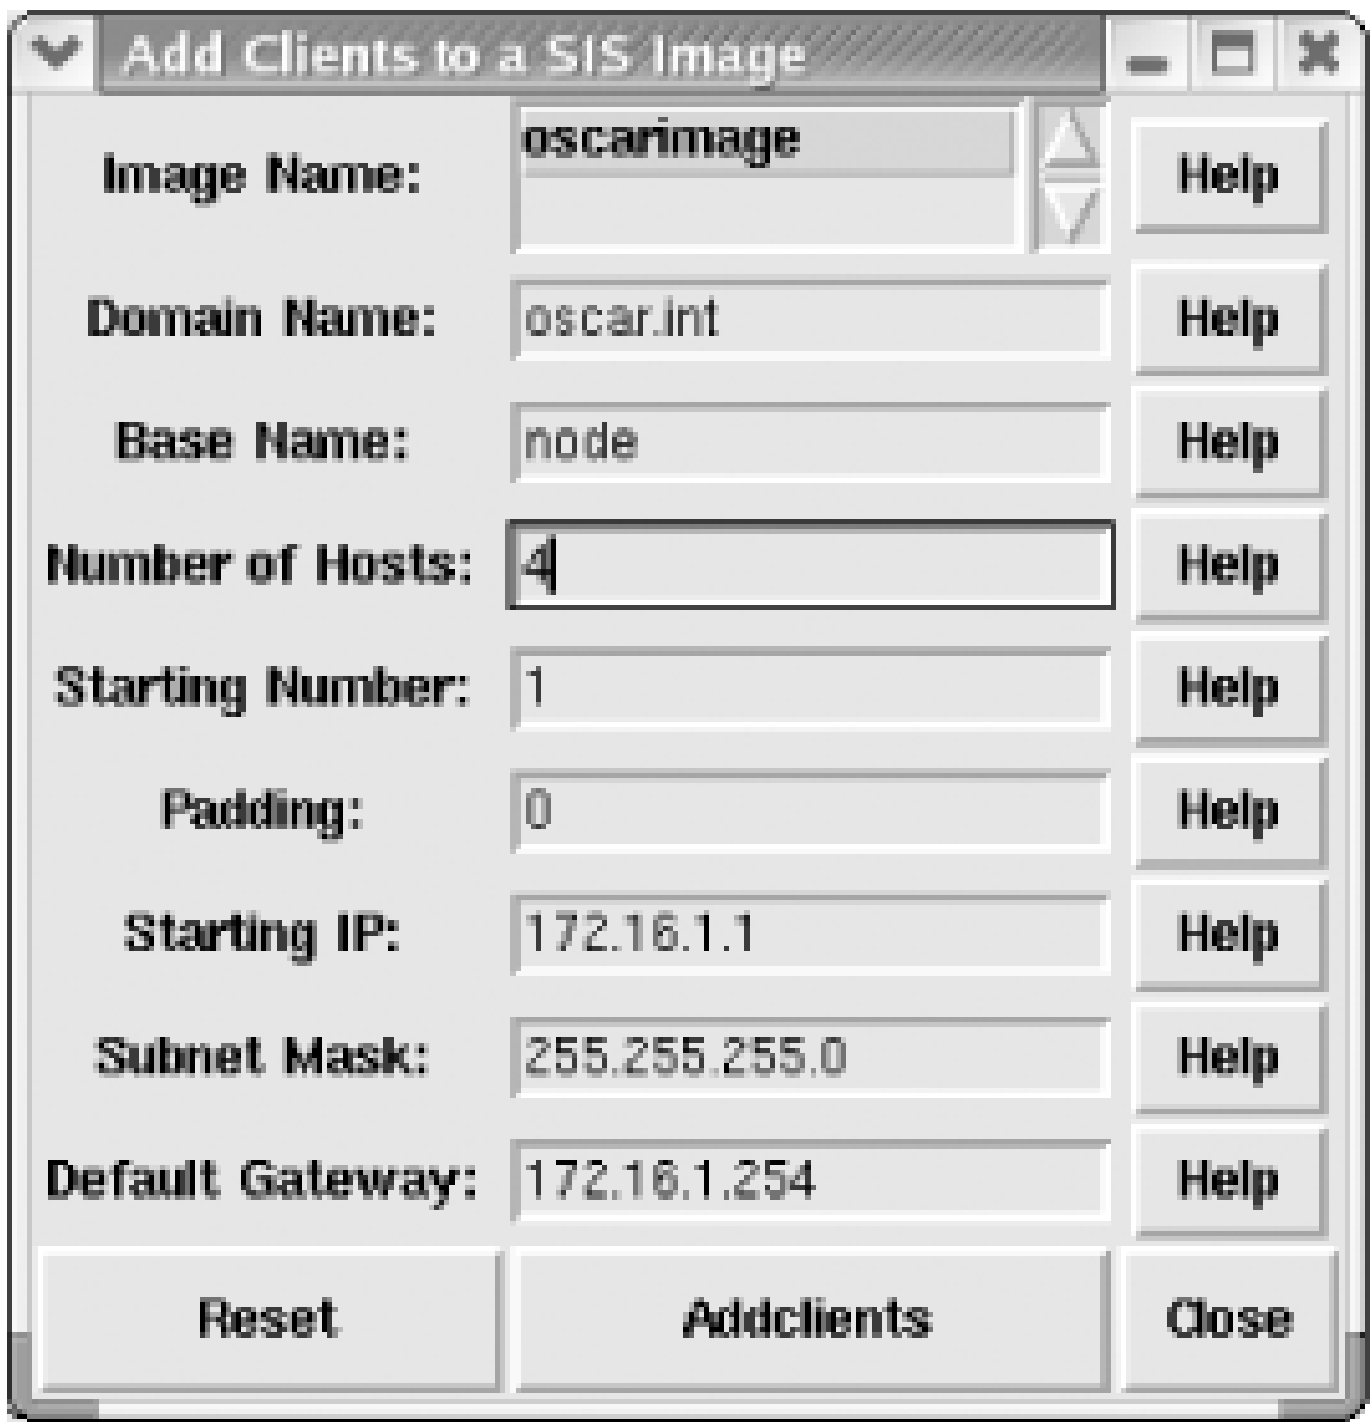 Add Clients to a SIS Image
Image Name: oscarimage Help
Domain Name: oscar.int Help
Base Name: node Help
Number of Hosts: 4 Help
Starting Number: 1 Help
Padding: 0 Help
Starting IP: 172.16.1.1 Help
Subnet Mask: 255.255.255.0 Help
Default Gateway: 172.16.1.254 Help
Reset Addclients Close